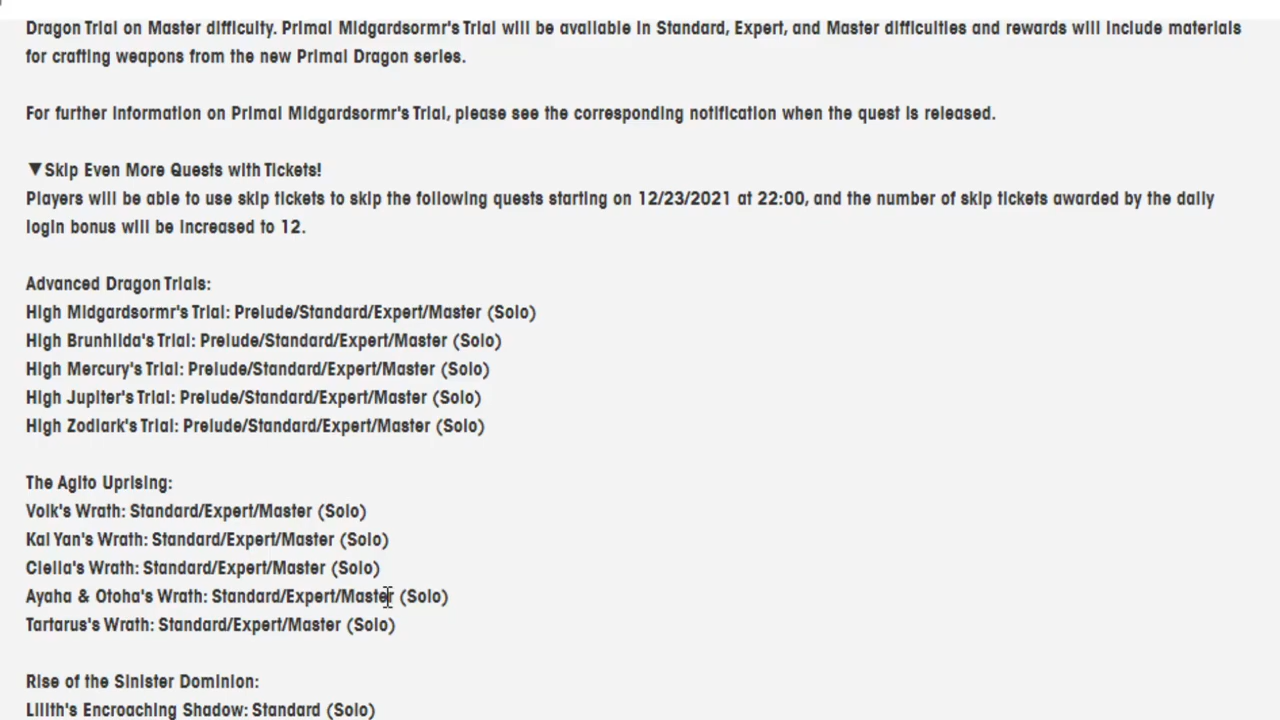 Dragon Trial on Master difficulty. Primal Midgardsormr's Trial will be available in Standard, Expert, and Master difficulties and rewards will include materials
for crafting weapons from the new Primal Dragon series.
For further information on Primal Midgardsormr's Trial, please see the corresponding notification when the quest is released.
▼Skip Even More Quests with Tickets!
Players will be able to use skip tickets to skip the following quests starting on 12/23/2021 at 22:00, and the number of skip tickets awarded by the daily
login bonus will be increased to 12.
Advanced Dragon Trials:
High Midgardsormr's Trial: Prelude/Standard/Expert/Master (Solo)
High Brunhilda's Trial: Prelude/Standard/Expert/Master (Solo)
High Mercury's Trial: Prelude/Standard/Expert/Master (Solo)
High Jupiter's Trial: Prelude/Standard/Expert/Master (Solo)
High Zodiark's Trial: Prelude/Standard/Expert/Master (Solo)
The Agito Uprising:
Volk's Wrath: Standard/Expert/Master (Solo)
Kai Yan's Wrath: Standard/Expert/Master (Solo)
Ciella's Wrath: Standard/Expert/Master (Solo)
Ayaha & Otoha's Wrath: Standard/Expert/Master (Solo)
Tartarus's Wrath: Standard/Expert/Master (Solo)
Rise of the Sinister Dominion:
Lilith's Encroaching Shadow: Standard (Solo)